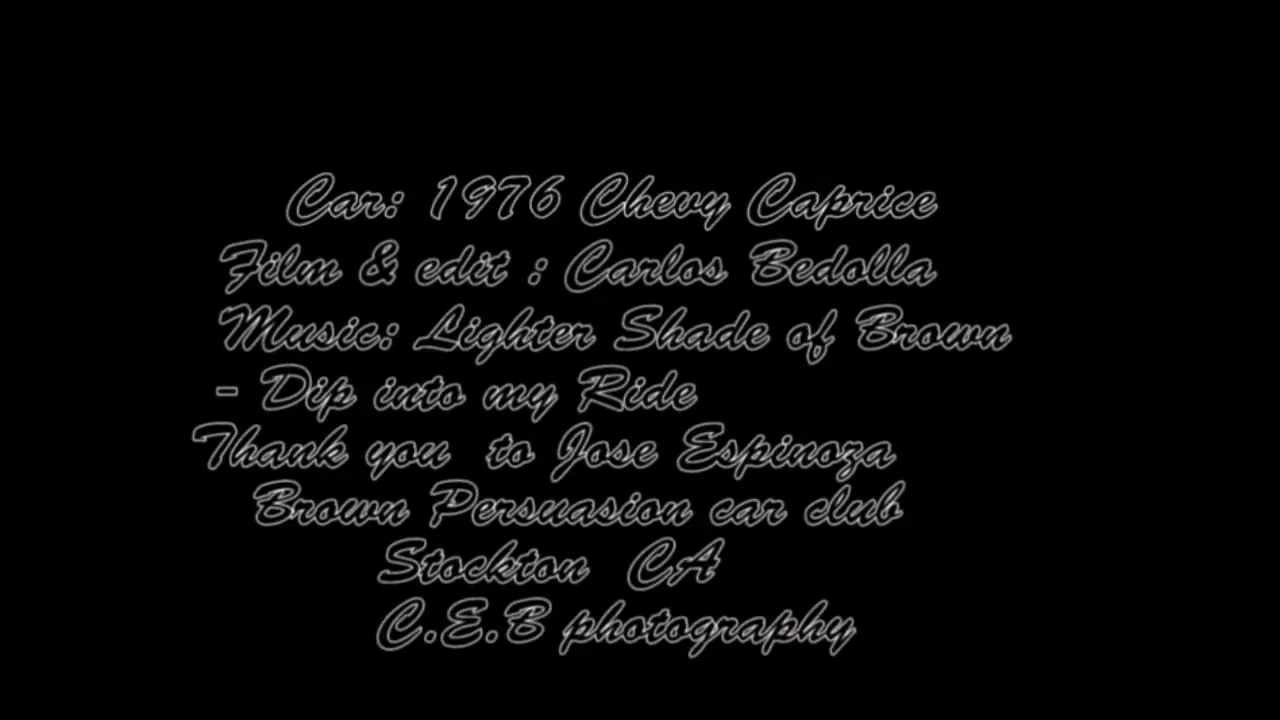 Car: 1976 Chevy Caprice
Film & edit : Carlos Bedolla
Music: Lighter Shade of Brown
- Dip into my Ride
Thank you to Jose Espinoza
Brown Persuasion car club
Stockton CA
C.E.B photography